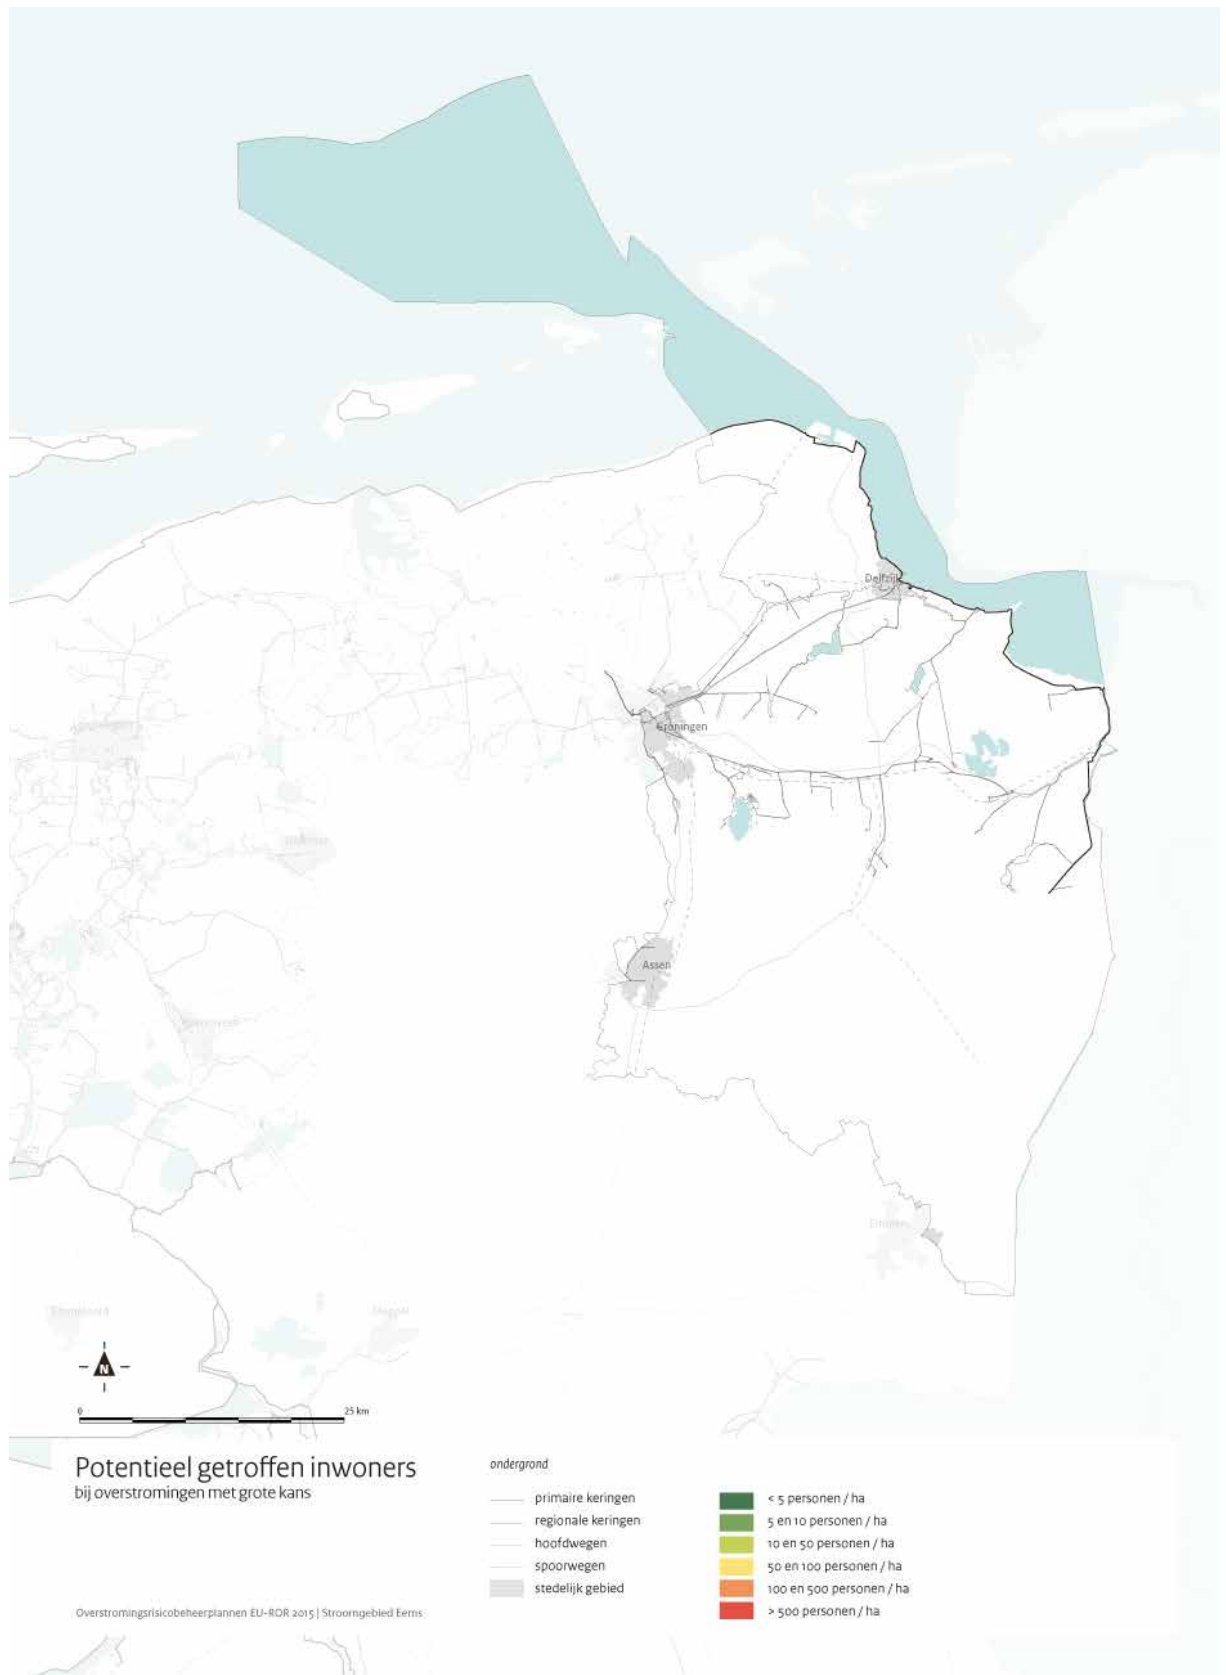 Delfzijl
Groningen
Assen
Emmen
Meppel
N
0
25 km
Potentieel getroffen inwoners
bij overstromingen met grote kans
ondergrond
primaire keringen
regionale keringen
hoofdwegen
spoorwegen
stedelijk gebied
< 5 personen / ha
5 en 10 personen / ha
10 en 50 personen / ha
50 en 100 personen / ha
100 en 500 personen / ha
> 500 personen / ha
Overstromingsrisicobeheerplannen EU-ROR 2015 | Stroomgebied Eems